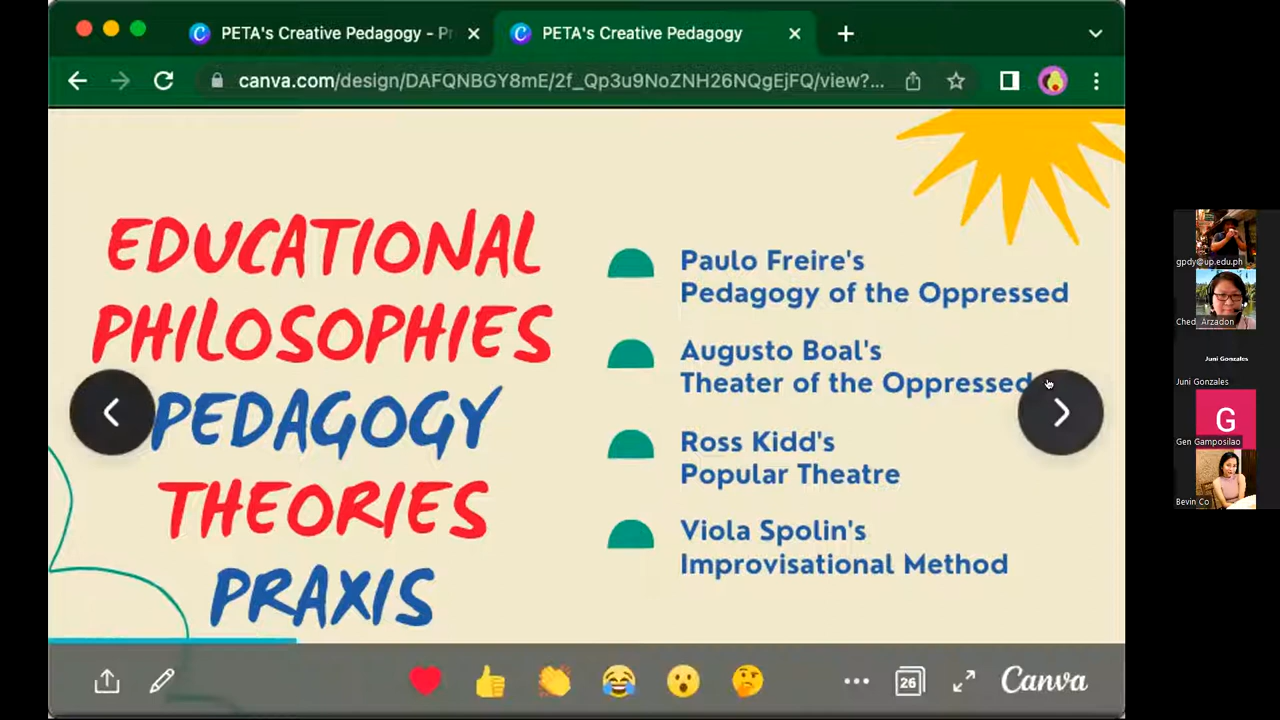 PETA's Creative Pedagogy - Pr
PETA's Creative Pedagogy
canva.com/design/DAFQNBGY8mE/2f_Qp3u9NoZNH26NQgEjFQ/view?...
EDUCATIONAL
PHILOSOPHIES
PEDAGOGY
THEORIES
PRAXIS
Paulo Freire's
Pedagogy of the Oppressed
Augusto Boal's
Theater of the Oppressed
Ross Kidd's
Popular Theatre
Viola Spolin's
Improvisational Method
26
Canva
gpdy@up.edu.ph
Ched Arzadon
Juni Gonzales
Juni Gonzales
G
Gen Gamposilao
Bevin Co